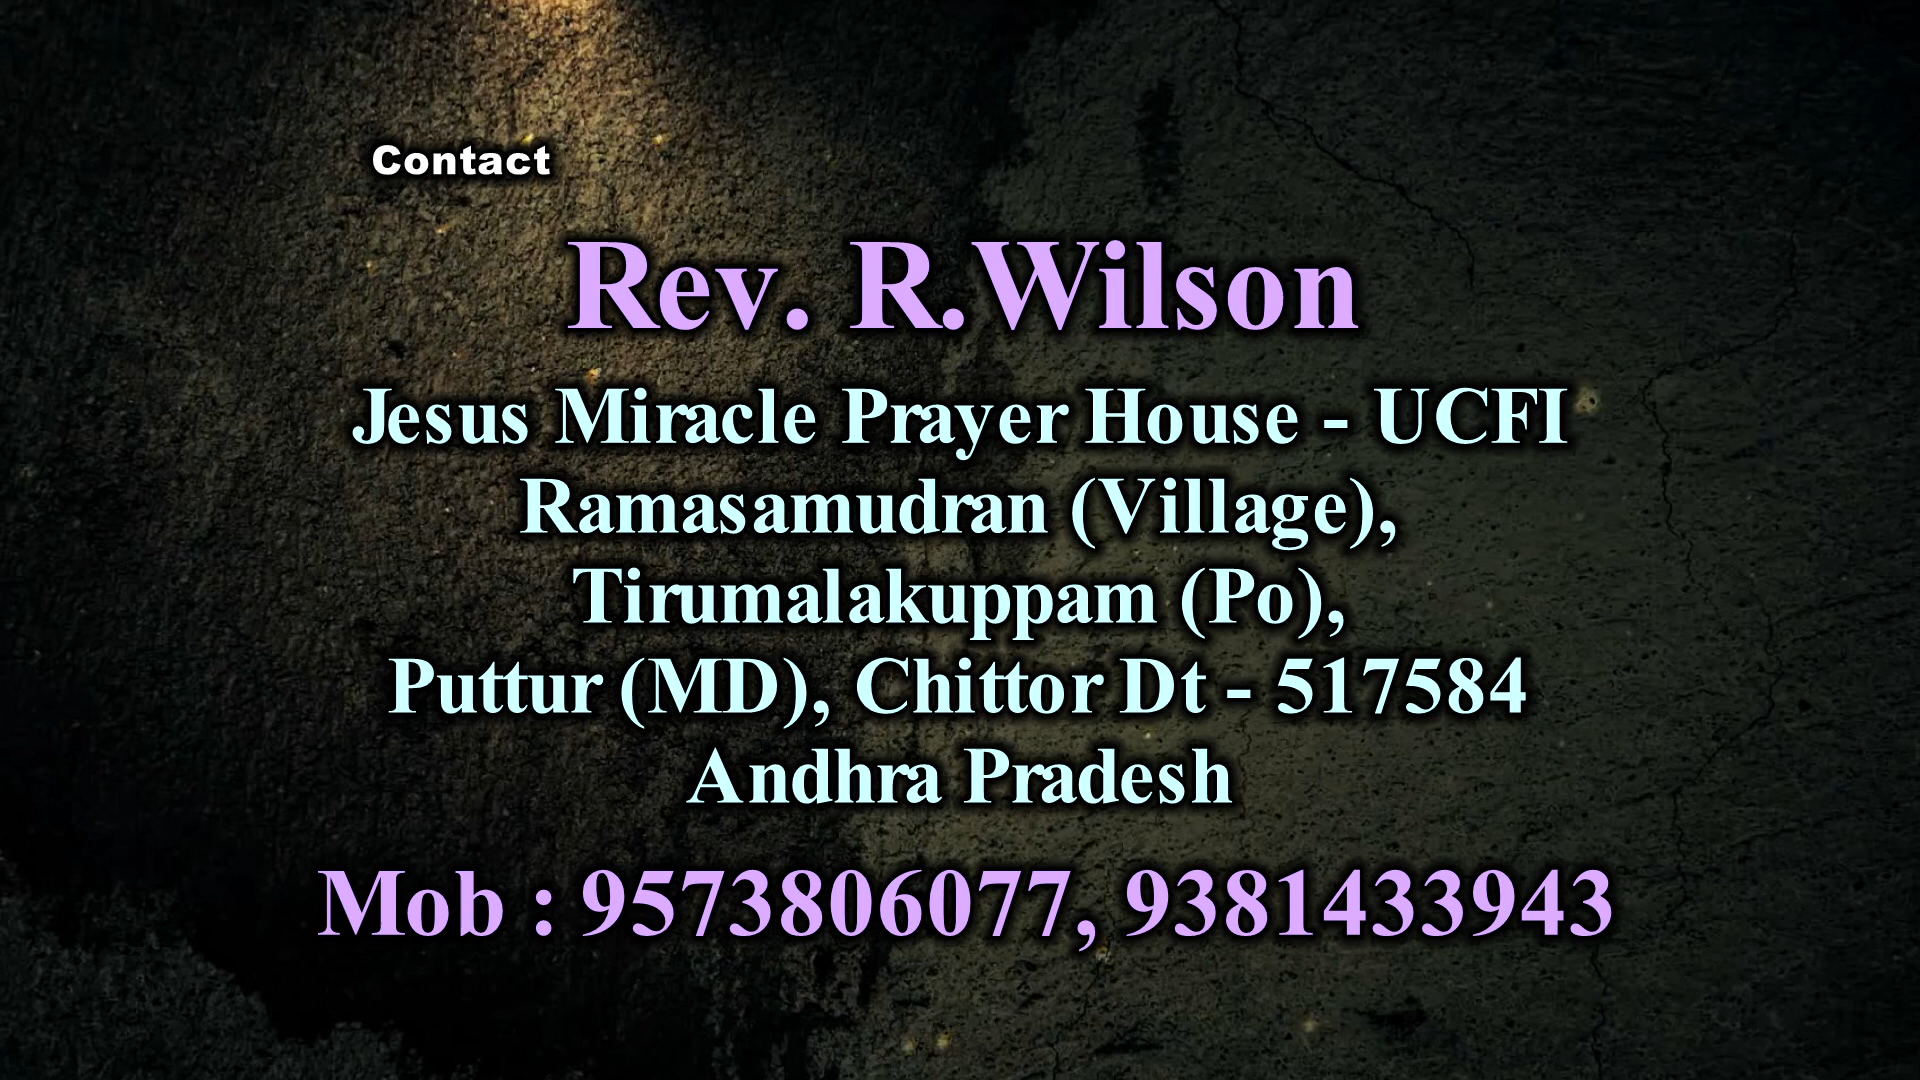 Contact
Rev. R.Wilson
Jesus Miracle Prayer House - UCFI
Ramasamudran (Village),
Tirumalakuppam (Po),
Puttur (MD), Chittor Dt - 517584
Andhra Pradesh
Mob : 9573806077, 9381433943